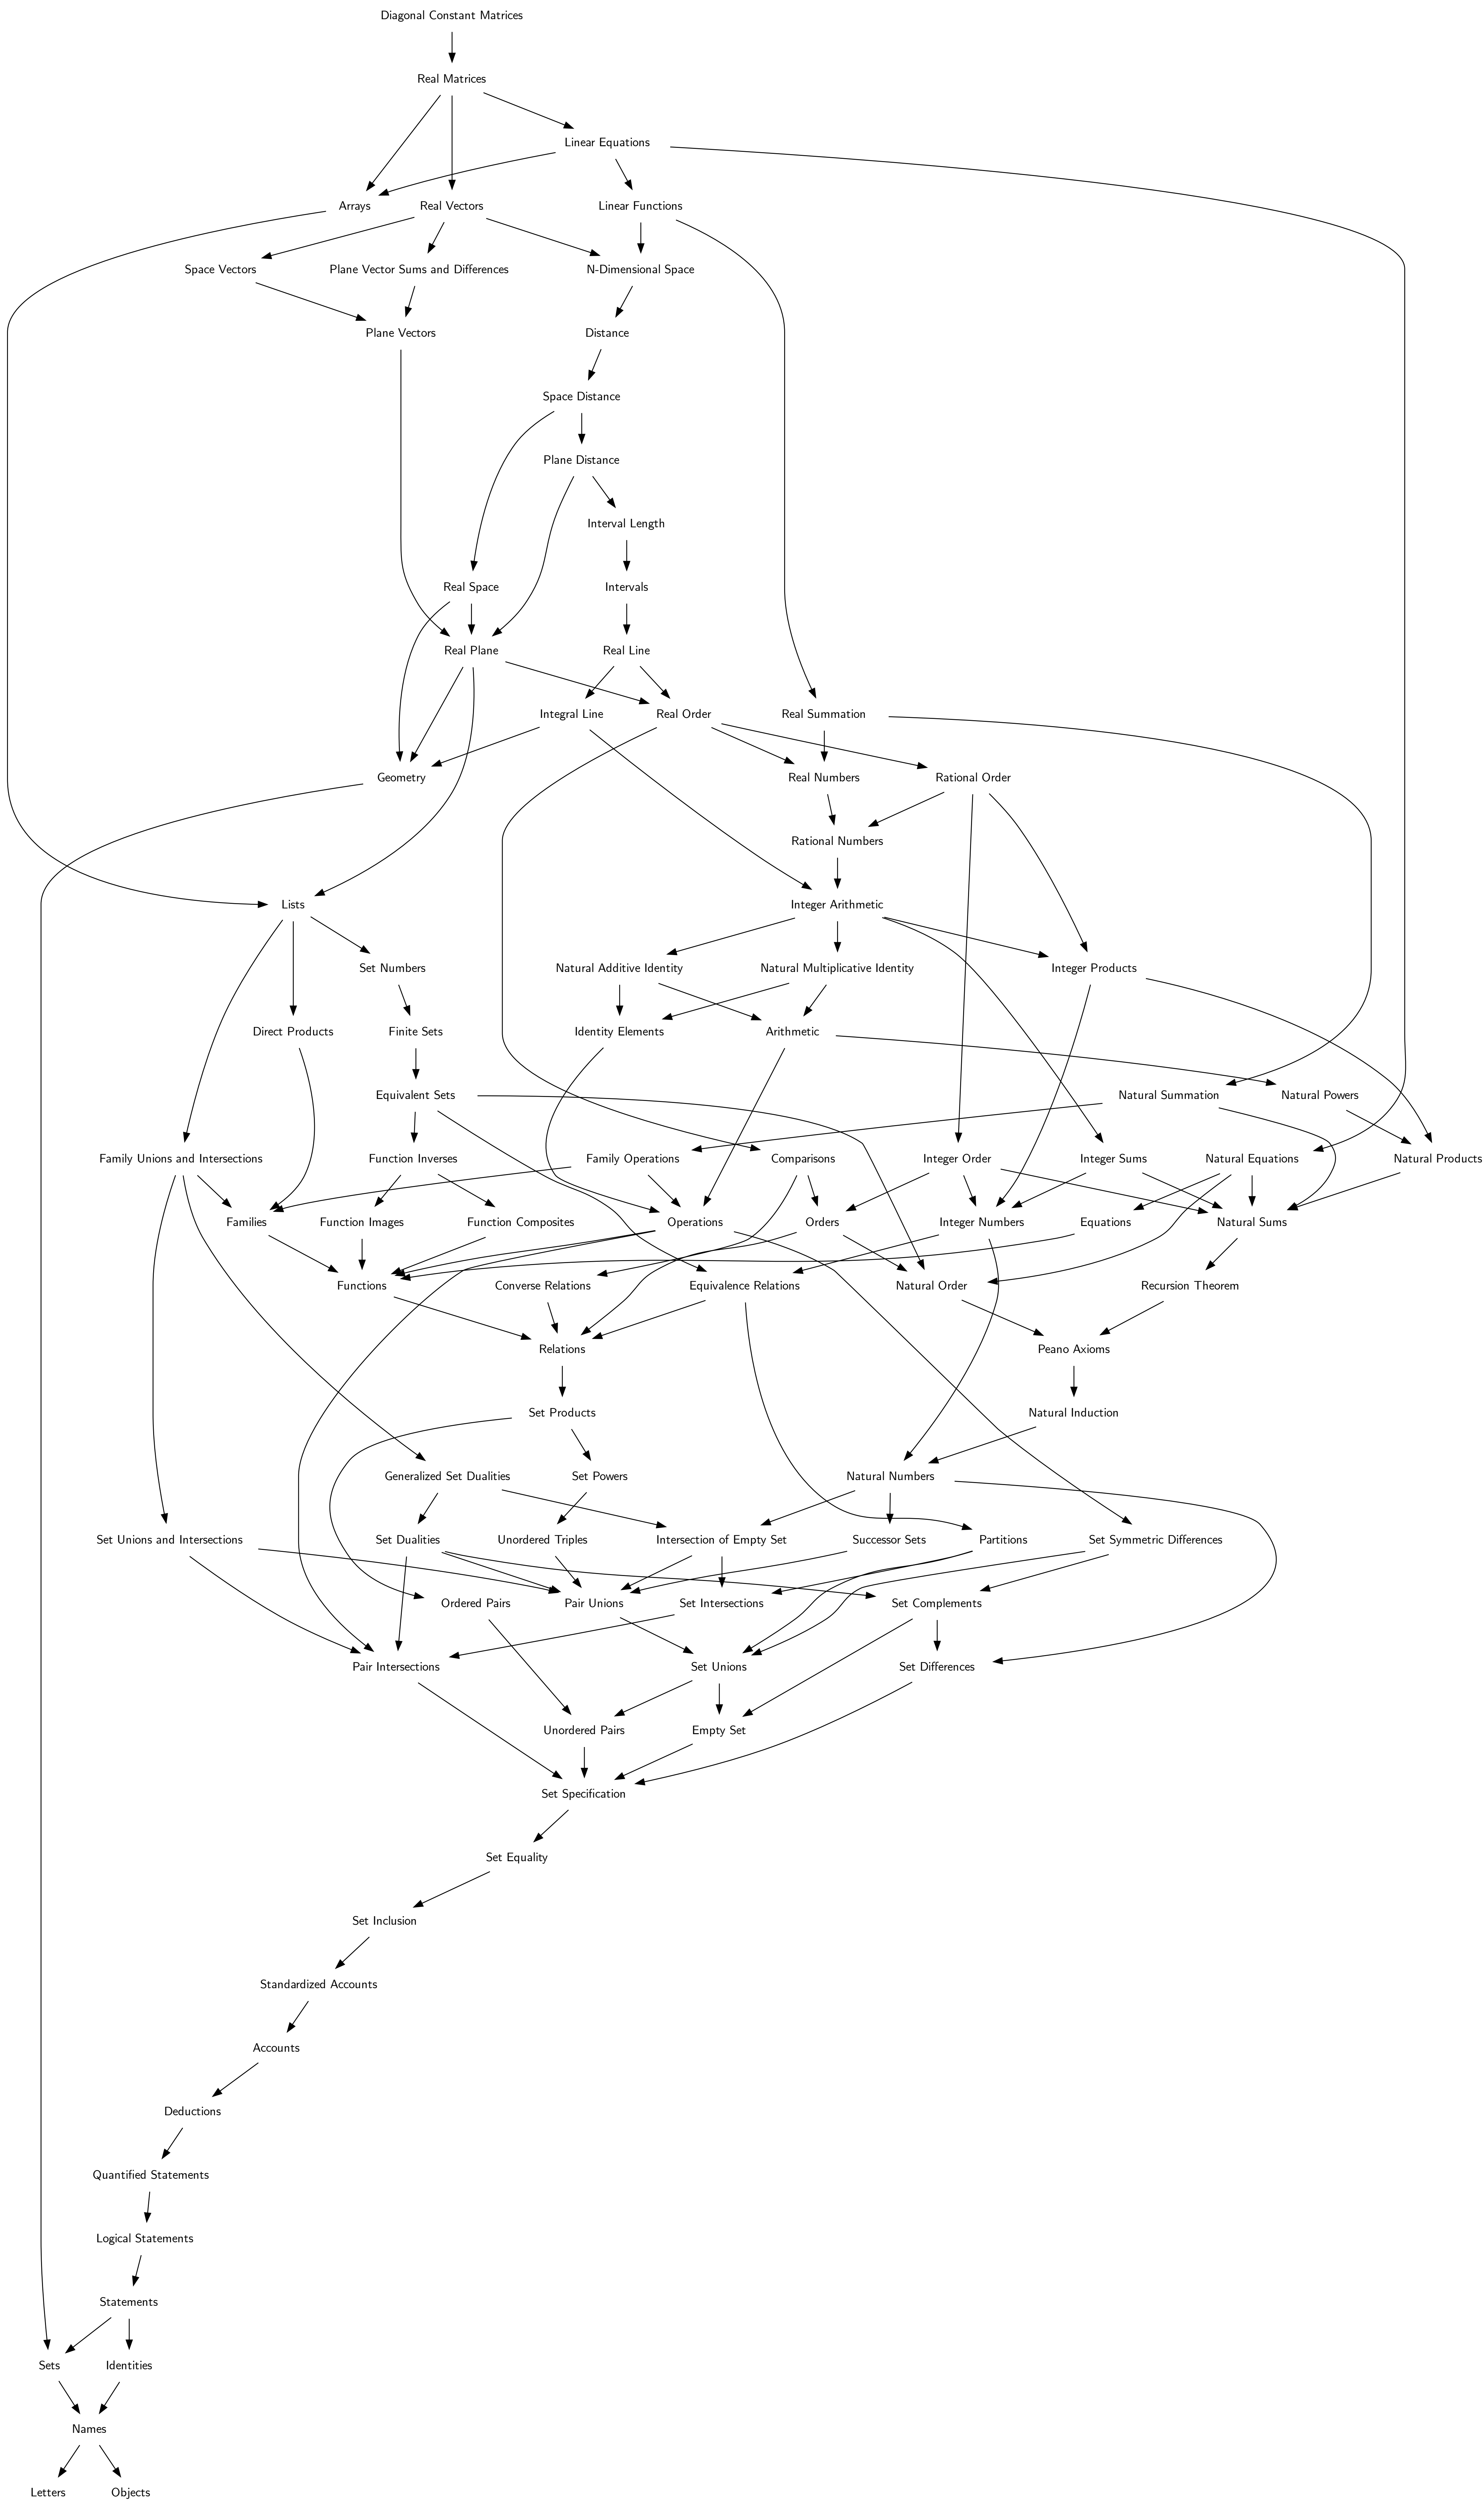 Diagonal Constant Matrices
Real Matrices
Linear Equations
Arrays
Real Vectors
Linear Functions
Space Vectors
Plane Vector Sums and Differences
N-Dimensional Space
Plane Vectors
Distance
Space Distance
Plane Distance
Interval Length
Real Space
Intervals
Real Plane
Real Line
Integral Line
Real Order
Real Summation
Geometry
Real Numbers
Rational Order
Rational Numbers
Lists
Integer Arithmetic
Set Numbers
Natural Additive Identity
Natural Multiplicative Identity
Integer Products
Direct Products
Finite Sets
Identity Elements
Arithmetic
Equivalent Sets
Natural Summation
Natural Powers
Family Unions and Intersections
Function Inverses
Family Operations
Comparisons
Integer Order
Integer Sums
Natural Equations
Natural Products
Families
Function Images
Function Composites
Operations
Orders
Integer Numbers
Equations
Natural Sums
Functions
Converse Relations
Equivalence Relations
Natural Order
Recursion Theorem
Relations
Peano Axioms
Set Products
Natural Induction
Generalized Set Dualities
Set Powers
Natural Numbers
Set Unions and Intersections
Set Dualities
Unordered Triples
Intersection of Empty Set
Successor Sets
Partitions
Set Symmetric Differences
Ordered Pairs
Pair Unions
Set Intersections
Set Complements
Pair Intersections
Set Unions
Set Differences
Unordered Pairs
Empty Set
Set Specification
Set Equality
Set Inclusion
Standardized Accounts
Accounts
Deductions
Quantified Statements
Logical Statements
Statements
Sets
Identities
Names
Letters
Objects